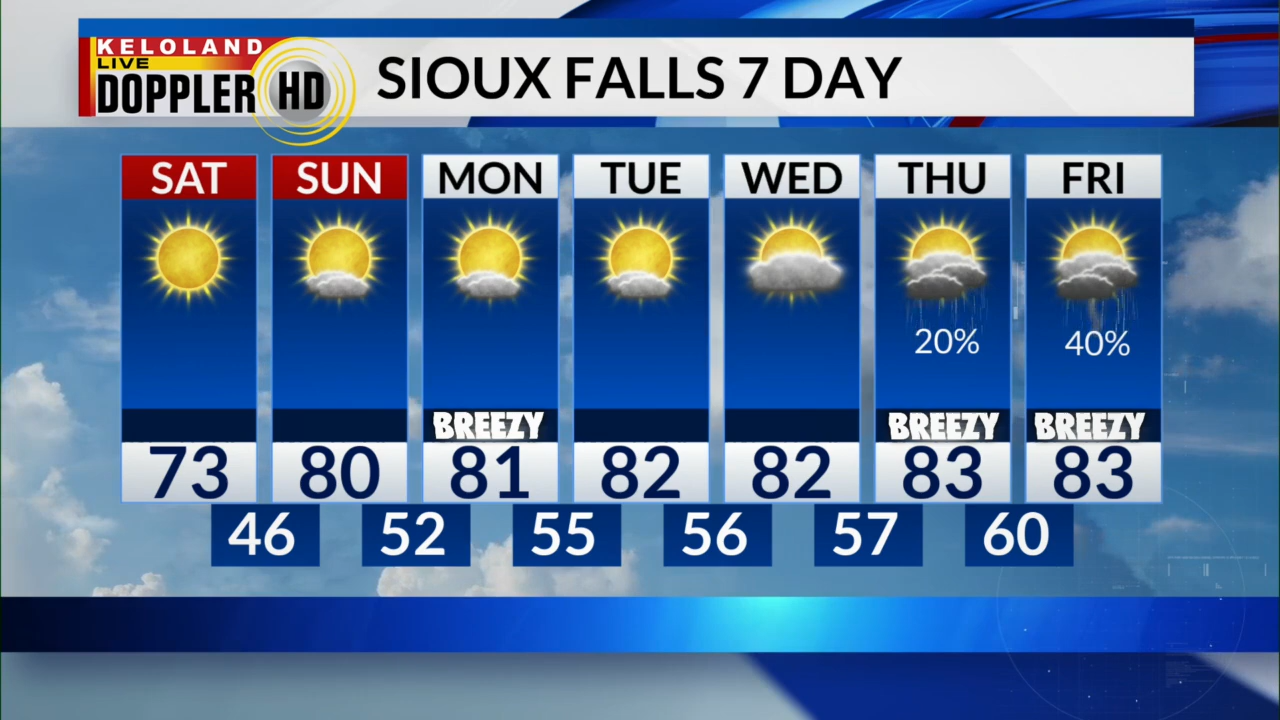 KELOLAND
LIVE
DOPPLER HD
SIOUX FALLS 7 DAY
SAT SUN MON TUE WED THU FRI
20% 40%
BREEZY BREEZY BREEZY
73 80 81 82 82 83 83
46 52 55 56 57 60